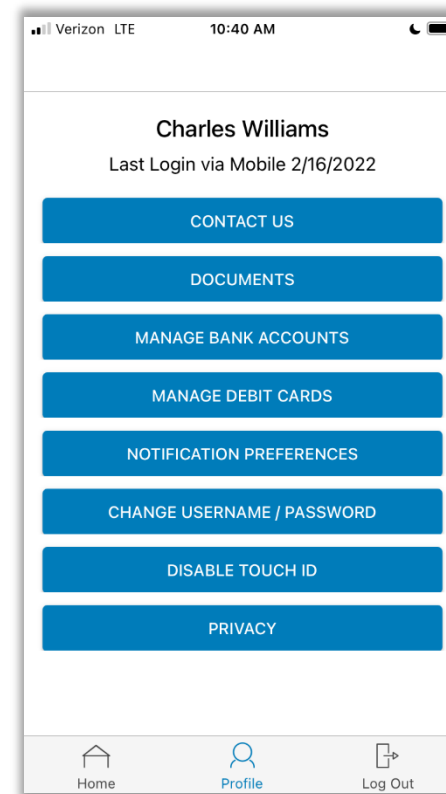 Verizon LTE 10:40 AM
Charles Williams
Last Login via Mobile 2/16/2022
CONTACT US
DOCUMENTS
MANAGE BANK ACCOUNTS
MANAGE DEBIT CARDS
NOTIFICATION PREFERENCES
CHANGE USERNAME / PASSWORD
DISABLE TOUCH ID
PRIVACY
Home Profile Log Out